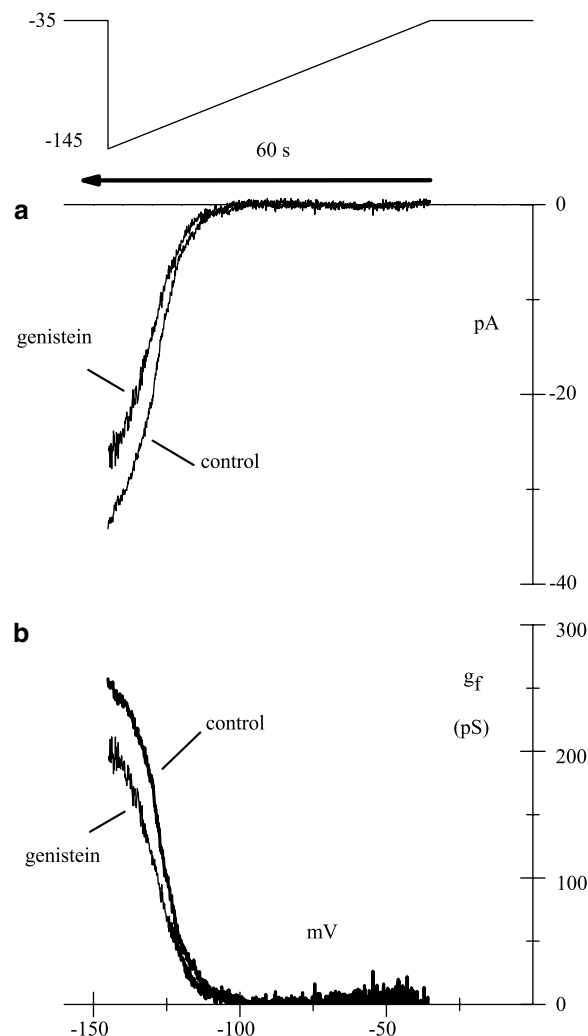 -35
-145
60 s
a
0
genistein
pA
-20
control
-40
b
300
gf
control
(pS)
200
genistein
100
mV
0
-150
-100
-50